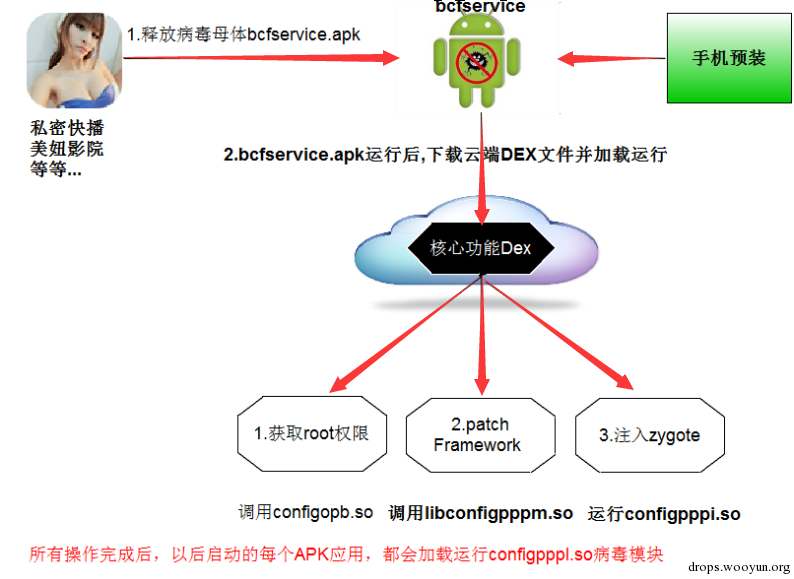 bcfservice
1.释放病毒母体bcfservice.apk
手机预装
私密快播
美妞影院
等等...
2.bcfservice.apk运行后,下载云端DEX文件并加载运行
核心功能Dex
1.获取root权限
2.patch
Framework
3.注入zygote
调用configopb.so
调用libconfigpppm.so
运行configpppi.so
所有操作完成后，以后启动的每个APK应用，都会加载运行configpppl.so病毒模块
drops.wooyun.org